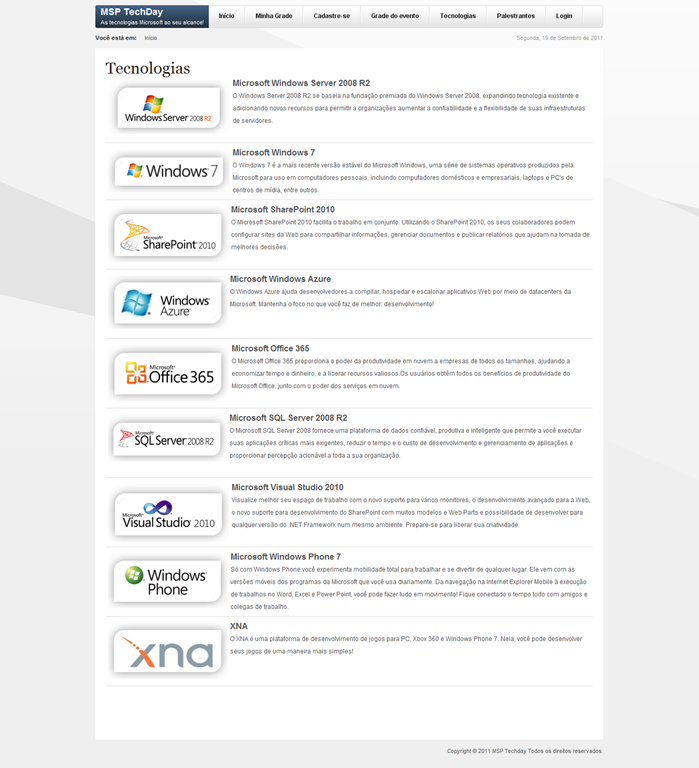 MSP TechDay
As tecnologias Microsoft ao seu alcance!
Início Minha Grade Cadastre-se Grade do evento Tecnologias Palestrantes Login
Você está em: Início
Segunda, 19 de Setembro de 2011
Tecnologias
Windows Server 2008 R2
Microsoft Windows Server 2008 R2
O Windows Server 2008 R2 se baseia na fundação premiada do Windows Server 2008, expandindo tecnologia existente e
adicionando novos recursos para permitir a organizações aumentar a confiabilidade e a flexibilidade de suas infraestruturas
de servidores.
Windows 7
Microsoft Windows 7
O Windows 7 é a mais recente versão estável do Microsoft Windows, uma série de sistemas operativos produzidos pela
Microsoft para uso em computadores pessoais, incluindo computadores domésticos e empresariais, laptops e PC's de
centros de mídia, entre outros.
Microsoft
SharePoint 2010
Microsoft SharePoint 2010
O Microsoft SharePoint 2010 facilita o trabalho em conjunto. Utilizando o SharePoint 2010, os seus colaboradores podem
configurar sites da Web para compartilhar informações, gerenciar documentos e publicar relatórios que ajudam na tomada de
melhores decisões.
Windows
Azure
Microsoft Windows Azure
O Windows Azure ajuda desenvolvedores a compilar, hospedar e escalonar aplicativos Web por meio de datacenters da
Microsoft. Mantenha o foco no que você faz de melhor: desenvolvimento!
Microsoft
Office 365
Microsoft Office 365
O Microsoft Office 365 proporciona o poder da produtividade em nuvem a empresas de todos os tamanhos, ajudando a
economizar tempo e dinheiro, e a liberar recursos valiosos.Os usuários obtêm todos os benefícios de produtividade do
Microsoft Office, junto com o poder dos serviços em nuvem.
Microsoft
SQL Server 2008 R2
Microsoft SQL Server 2008 R2
O Microsoft SQL Server 2008 fornece uma plataforma de dados confiável, produtiva e inteligente que permite a você executar
suas aplicações críticas mais exigentes, reduzir o tempo e o custo de desenvolvimento e gerenciamento de aplicações e
proporcionar percepção acionável a toda a sua organização.
Microsoft
Visual Studio 2010
Microsoft Visual Studio 2010
Visualize melhor seu espaço de trabalho com o novo suporte para vários monitores, o desenvolvimento avançado para a Web,
o novo suporte para desenvolvimento do SharePoint com muitos modelos e Web Parts e possibilidade de desenvolver para
qualquer versão do .NET Framework num mesmo ambiente. Prepare-se para liberar sua criatividade.
Windows
Phone
Microsoft Windows Phone 7
Só com Windows Phone você experimenta mobilidade total para trabalhar e se divertir de qualquer lugar. Ele vem com as
versões móveis dos programas da Microsoft que você usa diariamente. Da navegação na Internet Explorer Mobile à execução
de trabalhos no Word, Excel e Power Point, você pode fazer tudo em movimento! Fique conectado o tempo todo com amigos e
colegas de trabalho.
xna
XNA
O XNA é uma plataforma de desenvolvimento de jogos para PC, Xbox 360 e Windows Phone 7. Nela, você pode desenvolver
seus jogos de uma maneira mais simples!
Copyright © 2011 MSP Techday Todos os direitos reservados.